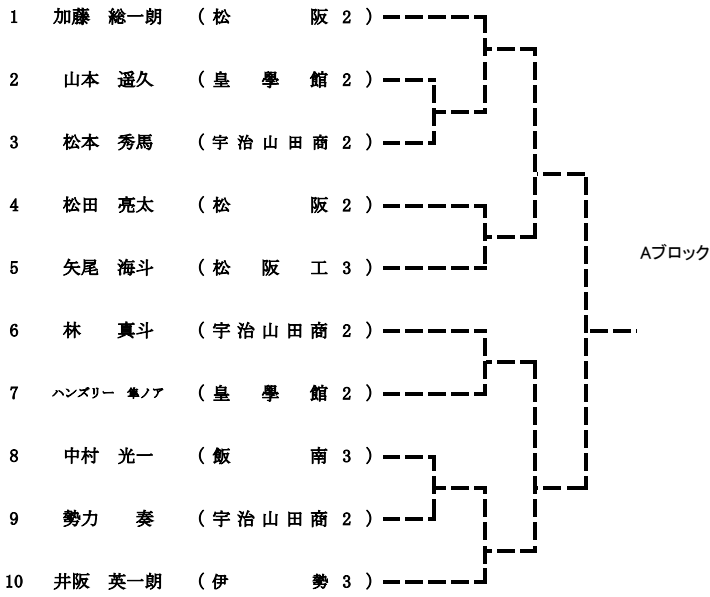 1 加藤 総一朗 （ 松 阪 2 ）
2 山本 遥久 （ 皇 學 館 2 ）
3 松本 秀馬 （ 宇 治 山 田 商 2 ）
4 松田 亮太 （ 松 阪 2 ）
Aブロック
5 矢尾 海斗 （ 松 阪 工 3 ）
6 林 真斗 （ 宇 治 山 田 商 2 ）
7 ハンズリー 隼ノア （ 皇 學 館 2 ）
8 中村 光一 （ 飯 南 3 ）
9 勢力 奏 （ 宇 治 山 田 商 2 ）
10 井阪 英一朗 （ 伊 勢 3 ）